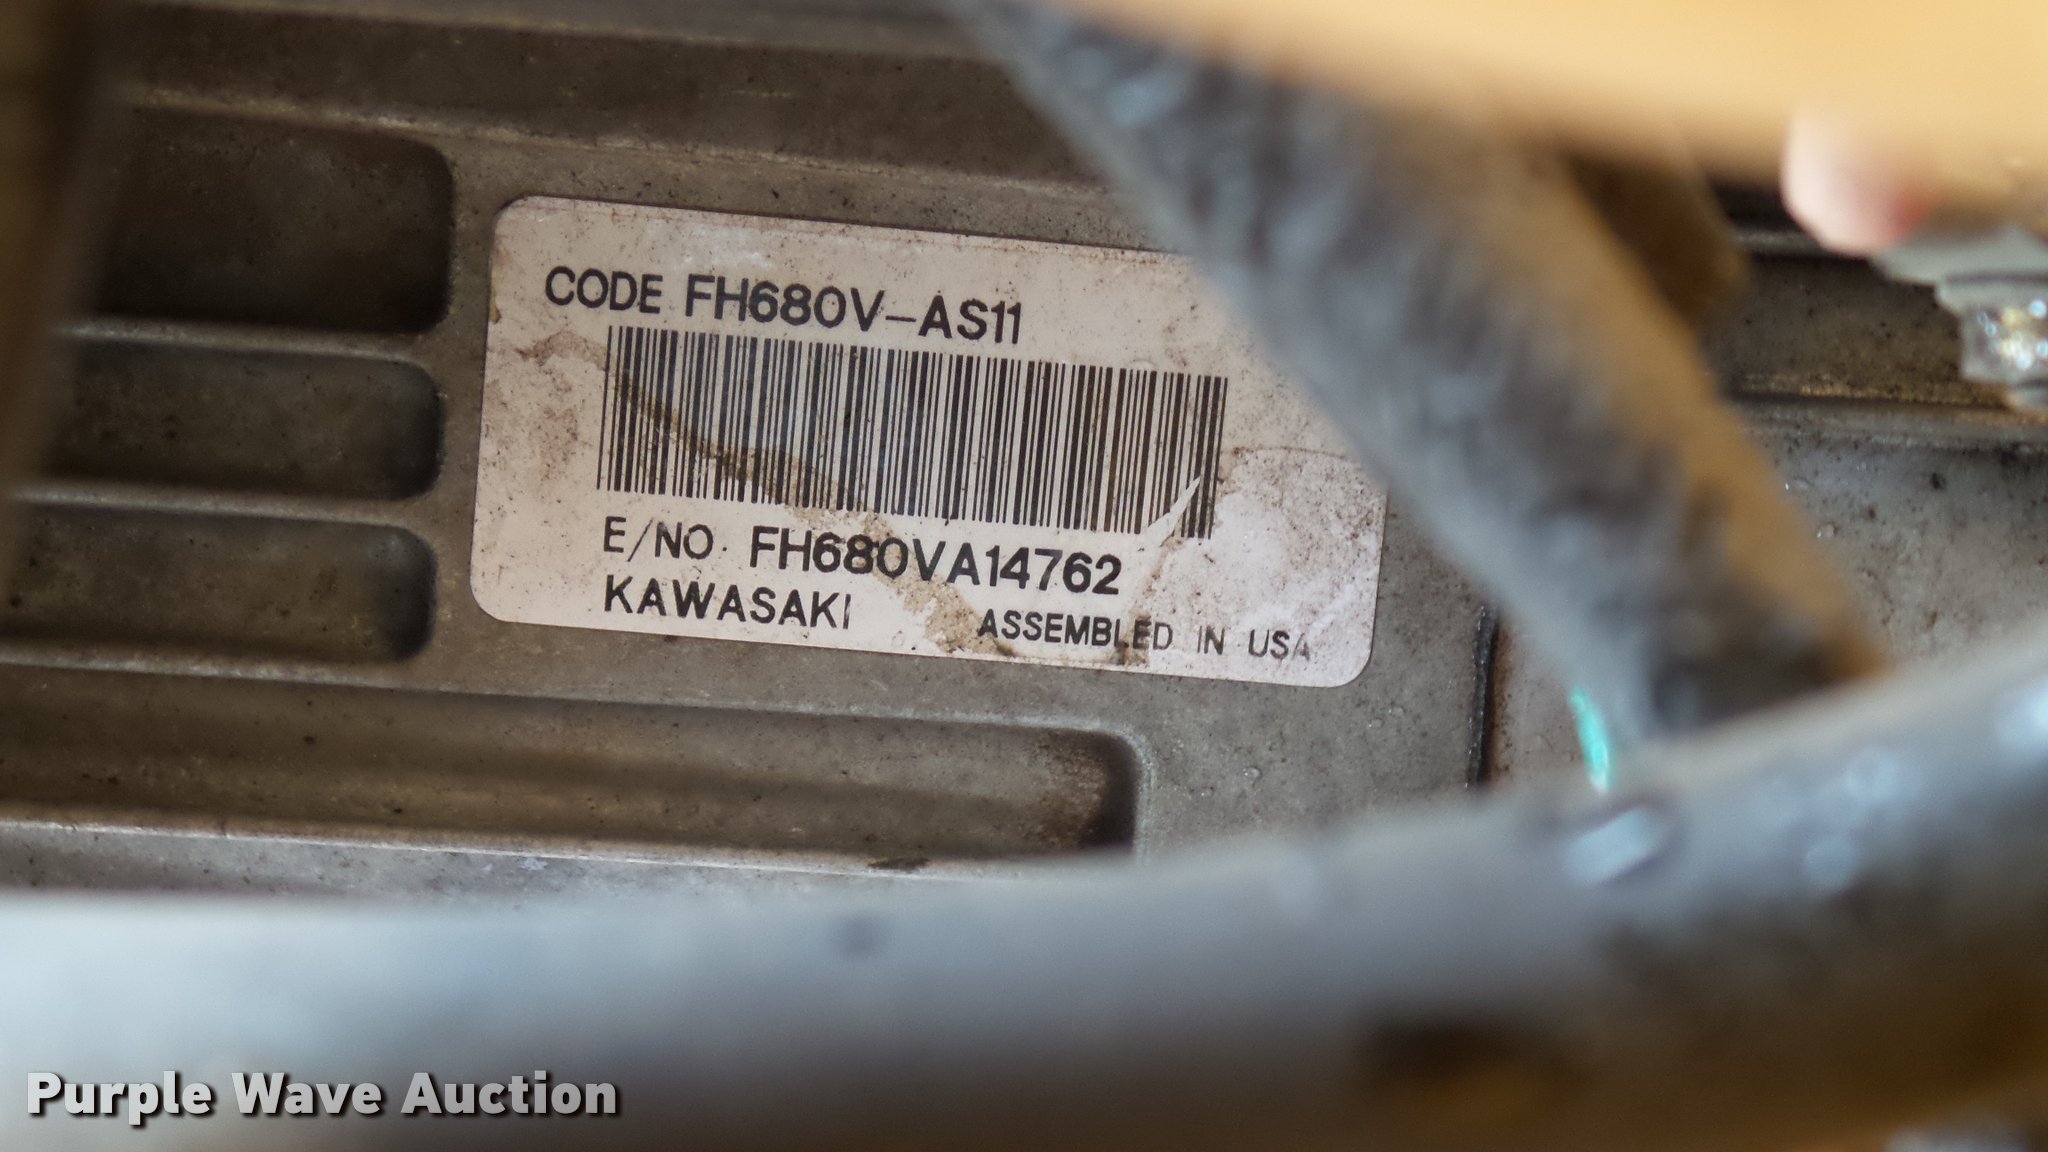 CODE FH680V-AS11
E/NO. FH680VA14762
KAWASAKI ASSEMBLED IN USA
Purple Wave Auction